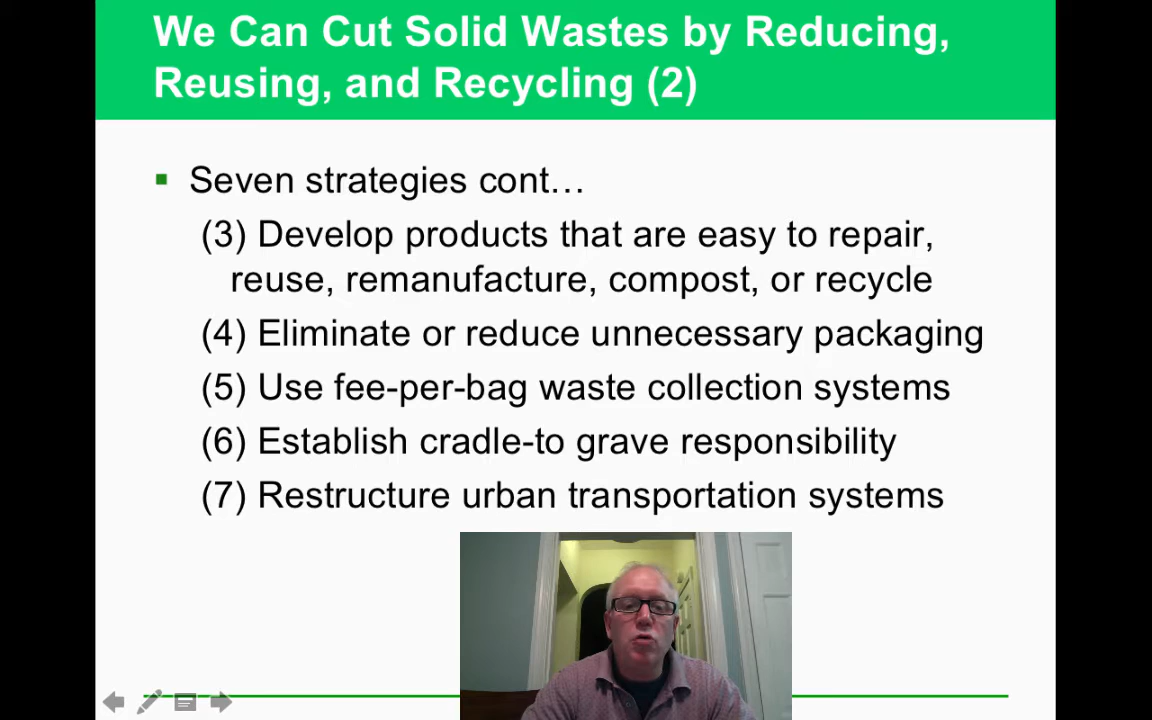 We Can Cut Solid Wastes by Reducing,
Reusing, and Recycling (2)
Seven strategies cont…
(3) Develop products that are easy to repair,
reuse, remanufacture, compost, or recycle
(4) Eliminate or reduce unnecessary packaging
(5) Use fee-per-bag waste collection systems
(6) Establish cradle-to grave responsibility
(7) Restructure urban transportation systems